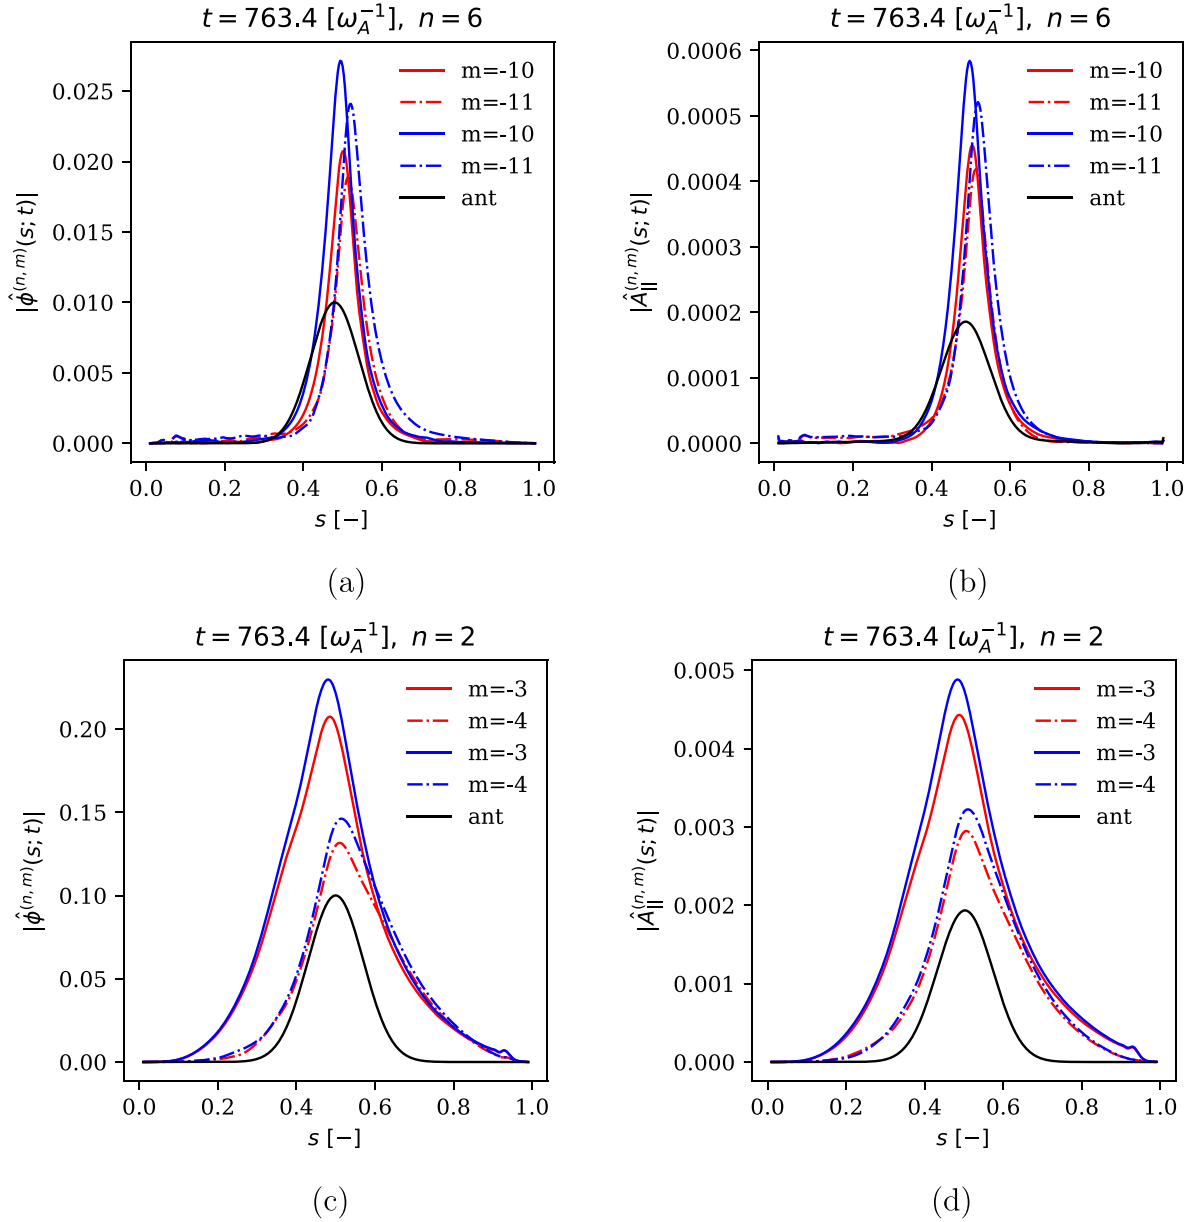 t = 763.4 [ω_A^{-1}], n = 6
|ϕ̂^{(n, m)}(s; t)|
0.025
0.020
0.015
0.010
0.005
0.000
m=-10
m=-11
m=-10
m=-11
ant
0.0 0.2 0.4 0.6 0.8 1.0
s [−]
(a)
t = 763.4 [ω_A^{-1}], n = 6
|Â_∥^{(n, m)}(s; t)|
0.0006
0.0005
0.0004
0.0003
0.0002
0.0001
0.0000
m=-10
m=-11
m=-10
m=-11
ant
0.0 0.2 0.4 0.6 0.8 1.0
s [−]
(b)
t = 763.4 [ω_A^{-1}], n = 2
|ϕ̂^{(n, m)}(s; t)|
0.20
0.15
0.10
0.05
0.00
m=-3
m=-4
m=-3
m=-4
ant
0.0 0.2 0.4 0.6 0.8 1.0
s [−]
(c)
t = 763.4 [ω_A^{-1}], n = 2
|Â_∥^{(n, m)}(s; t)|
0.005
0.004
0.003
0.002
0.001
0.000
m=-3
m=-4
m=-3
m=-4
ant
0.0 0.2 0.4 0.6 0.8 1.0
s [−]
(d)